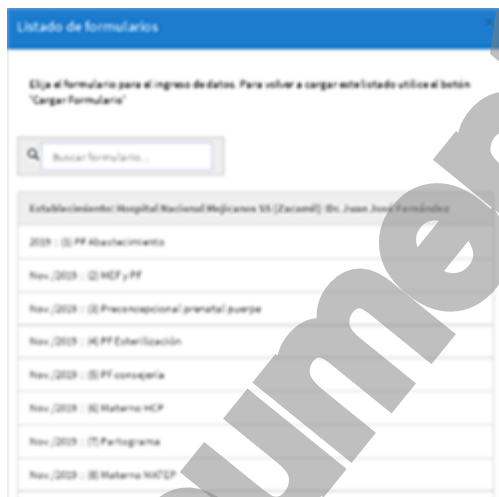 Listado de formularios
Elija el formulario para el ingreso de datos. Para volver a cargar este listado utilice el botón
"Cargar Formulario"
Buscar formulario...
Establecimiento: Hospital Nacional Mejicanos SS (Zacamil) Dr. Juan José Fernández
2019 :: (1) PF Abastecimiento
Nov./2019 :: (2) MEF y PF
Nov./2019 :: (3) Preconcepcional prenatal puerpe
Nov./2019 :: (4) PF Esterilización
Nov./2019 :: (5) PF consejería
Nov./2019 :: (6) Materno HCP
Nov./2019 :: (7) Partograma
Nov./2019 :: (8) Materno MATEP